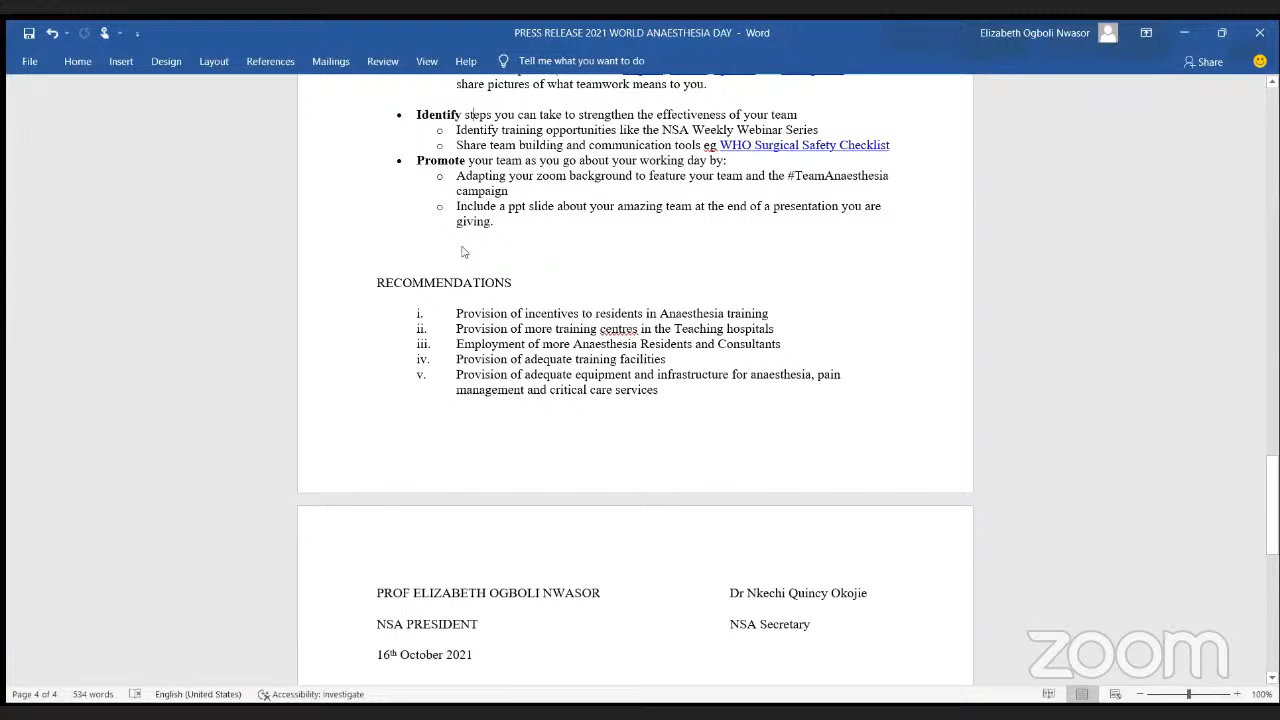 PRESS RELEASE 2021 WORLD ANAESTHESIA DAY - Word
Elizabeth Ogboli Nwasor
File Home Insert Design Layout References Mailings Review View Help Tell me what you want to do Share
share pictures of what teamwork means to you.
• Identify steps you can take to strengthen the effectiveness of your team
o Identify training opportunities like the NSA Weekly Webinar Series
o Share team building and communication tools eg WHO Surgical Safety Checklist
• Promote your team as you go about your working day by:
o Adapting your zoom background to feature your team and the #TeamAnaesthesia
campaign
o Include a ppt slide about your amazing team at the end of a presentation you are
giving.
RECOMMENDATIONS
i. Provision of incentives to residents in Anaesthesia training
ii. Provision of more training centres in the Teaching hospitals
iii. Employment of more Anaesthesia Residents and Consultants
iv. Provision of adequate training facilities
v. Provision of adequate equipment and infrastructure for anaesthesia, pain
management and critical care services
PROF ELIZABETH OGBOLI NWASOR Dr Nkechi Quincy Okojie
NSA PRESIDENT NSA Secretary
16th October 2021
zoom
Page 4 of 4 534 words English (United States) Accessibility: Investigate 100%